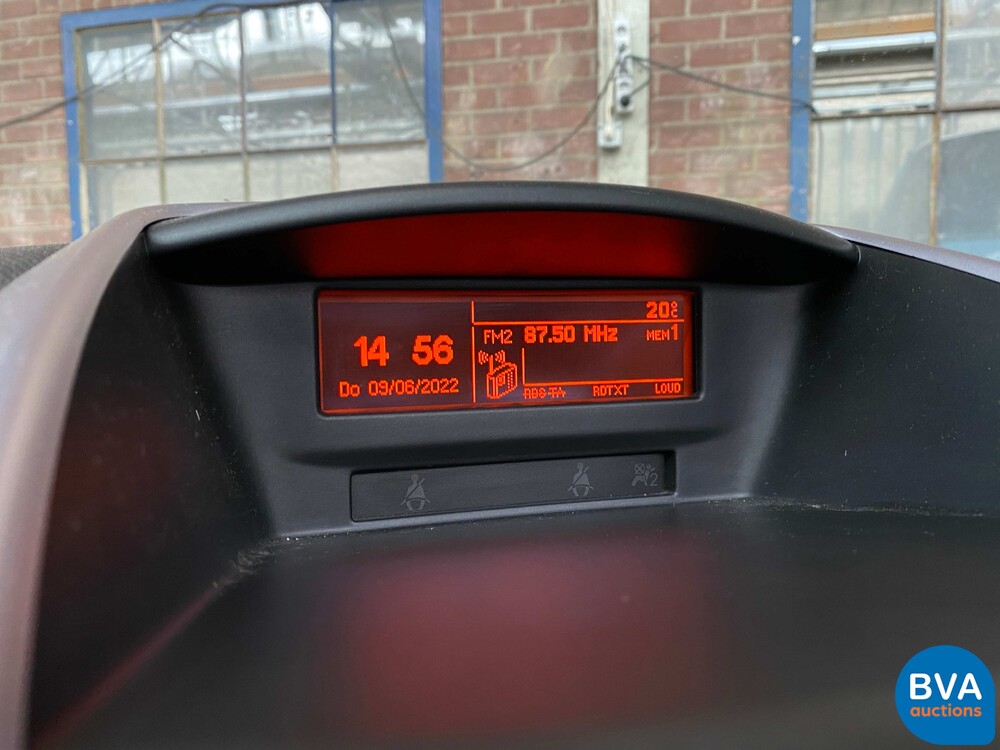 20°C
14 56
FM2 87.50 MHz MEM1
Do 09/06/2022
RDS-TA RDTXT LOUD
2
BVA
auctions